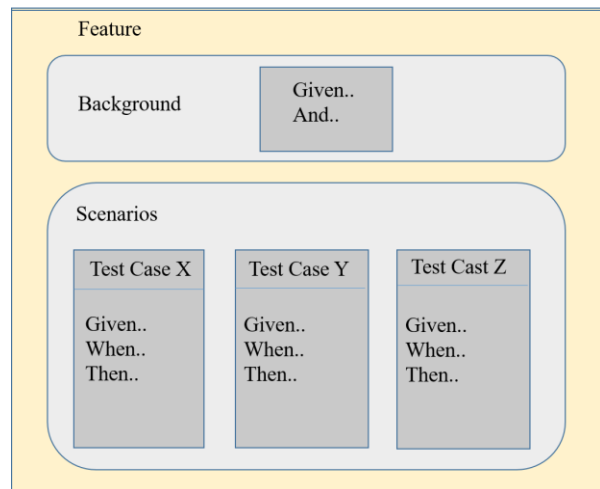 Feature
Background
Given..
And..
Scenarios
Test Case X
Given..
When..
Then..
Test Case Y
Given..
When..
Then..
Test Cast Z
Given..
When..
Then..